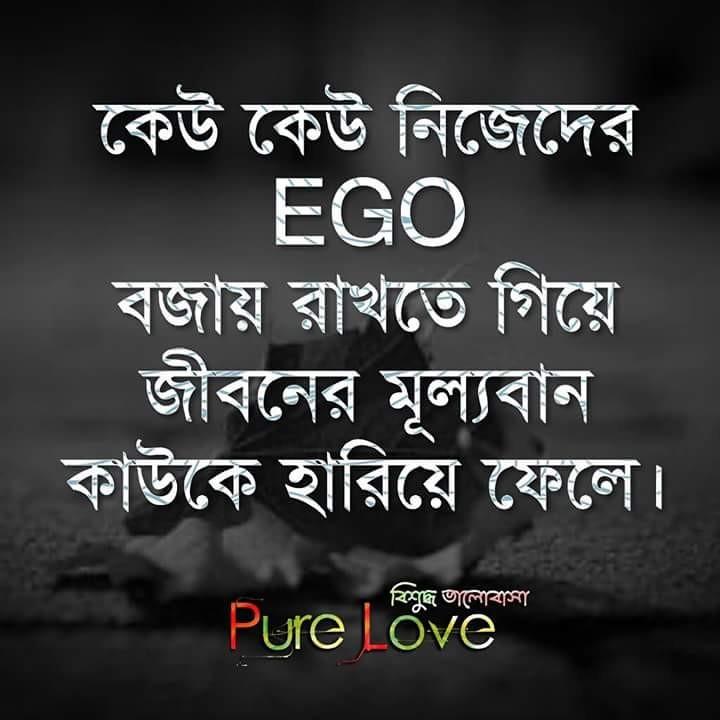 কেউ কেউ নিজেদের
EGO
বজায় রাখতে গিয়ে
জীবনের মূল্যবান
কাউকে হারিয়ে ফেলে।
বিশুদ্ধ ভালোবাসা
Pure Love